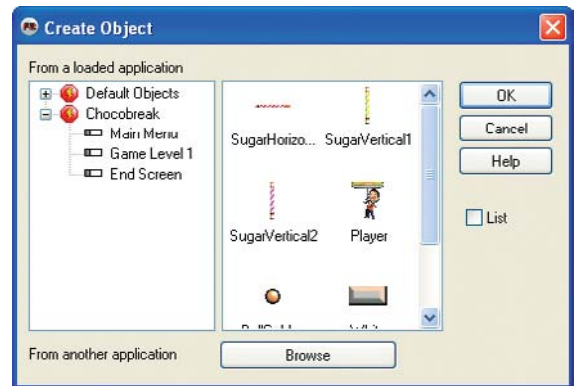 Create Object
From a loaded application
Default Objects
Chocobreak
Main Menu
Game Level 1
End Screen
SugarHorizo... SugarVertical1
SugarVertical2 Player
OK
Cancel
Help
List
From another application
Browse